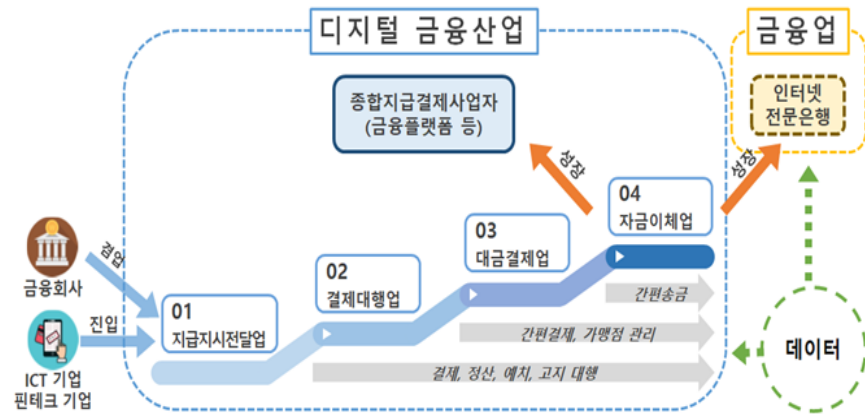 디지털 금융산업
금융업
종합지급결제사업자
(금융플랫폼 등)
인터넷
전문은행
성장
성장
04
자금이체업
03
대금결제업
02
결제대행업
01
지급지시전달업
금융회사
겸업
진입
ICT 기업
핀테크 기업
간편송금
간편결제, 가맹점 관리
결제, 정산, 예치, 고지 대행
데이터